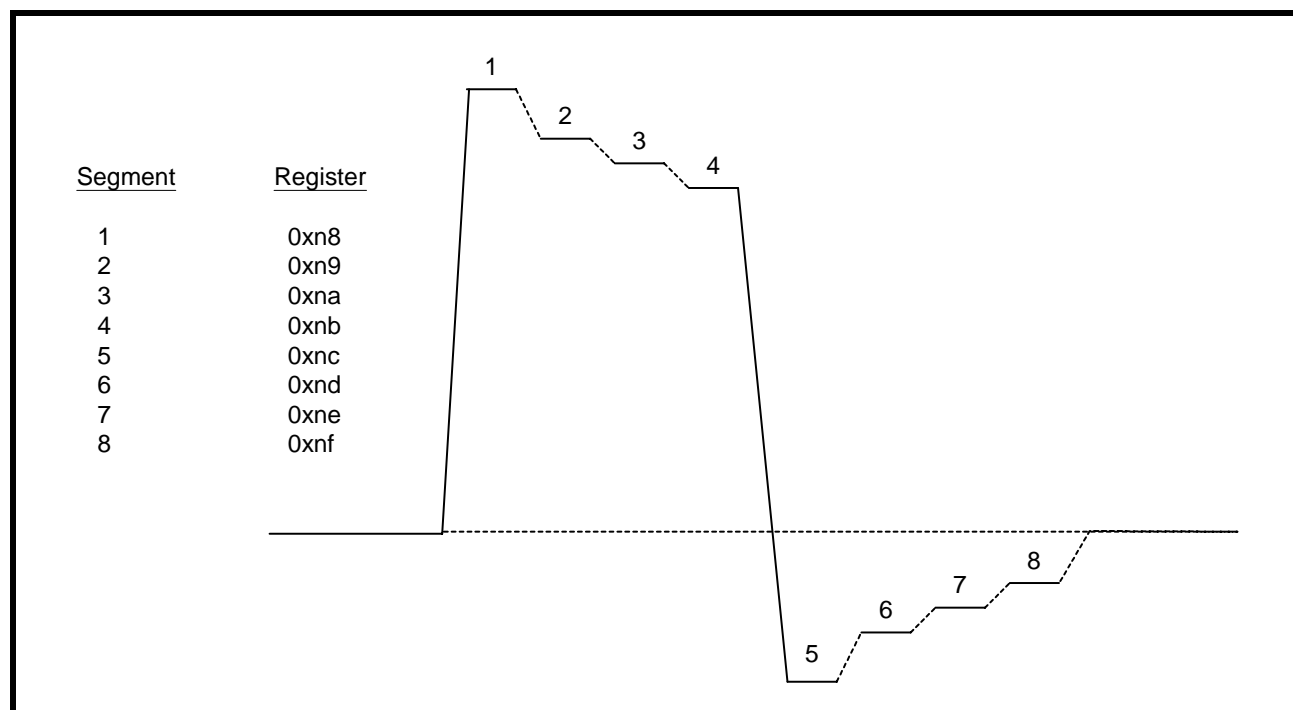 Segment Register
1 0xn8
2 0xn9
3 0xna
4 0xnb
5 0xnc
6 0xnd
7 0xne
8 0xnf
1
2
3
4
5
6
7
8